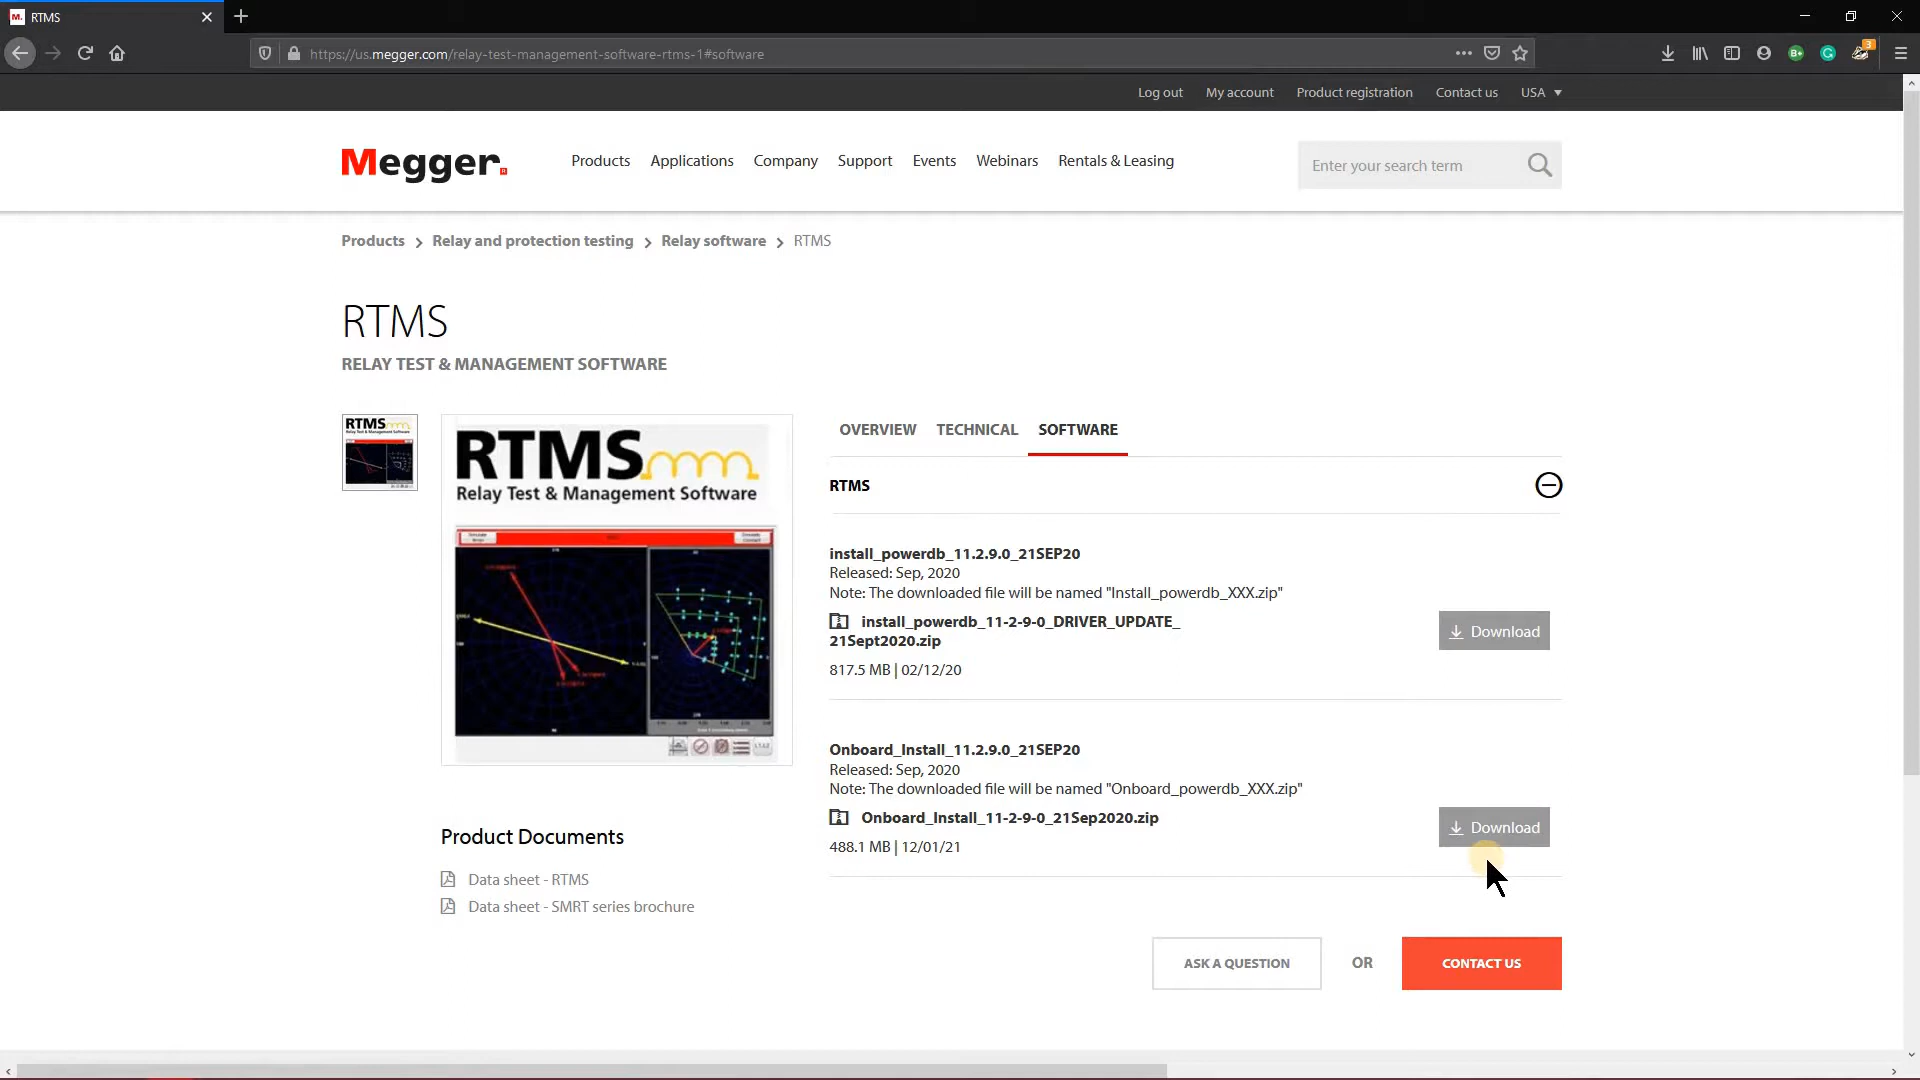 RTMS
https://us.megger.com/relay-test-management-software-rtms-1#software
3
Log out My account Product registration Contact us USA
Megger.
Products Applications Company Support Events Webinars Rentals & Leasing
Enter your search term
Products > Relay and protection testing > Relay software > RTMS
RTMS
RELAY TEST & MANAGEMENT SOFTWARE
RTMS
Relay Test & Management Software
RTMS
Relay Test & Management Software
OVERVIEW TECHNICAL SOFTWARE
RTMS
install_powerdb_11.2.9.0_21SEP20
Released: Sep, 2020
Note: The downloaded file will be named "Install_powerdb_XXX.zip"
install_powerdb_11-2-9-0_DRIVER_UPDATE_
21Sept2020.zip
Download
817.5 MB | 02/12/20
Onboard_Install_11.2.9.0_21SEP20
Released: Sep, 2020
Note: The downloaded file will be named "Onboard_powerdb_XXX.zip"
Onboard_Install_11-2-9-0_21Sep2020.zip
Download
488.1 MB | 12/01/21
Product Documents
Data sheet - RTMS
Data sheet - SMRT series brochure
ASK A QUESTION OR CONTACT US